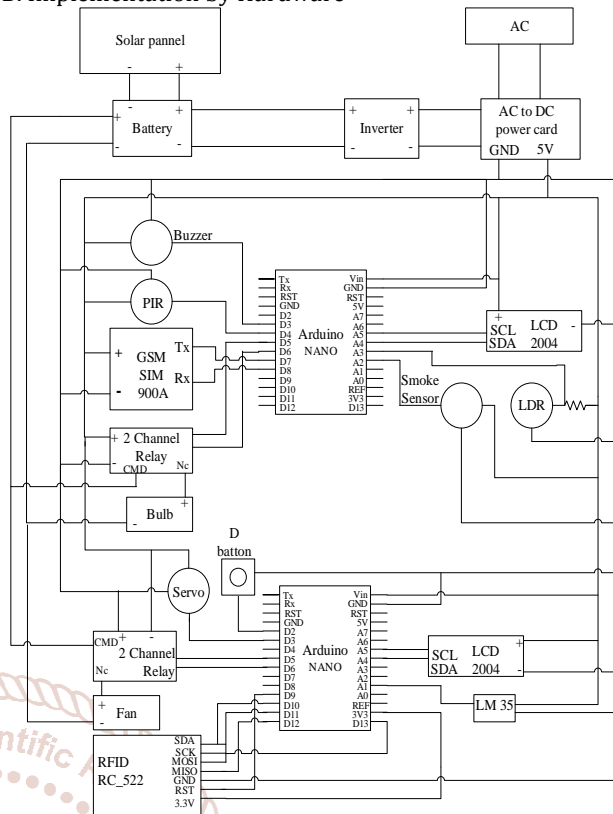 Solar pannel
- +
AC
+ - +
Battery
- -
+ +
Inverter
- -
AC to DC
power card
GND 5V
Buzzer
PIR
+ GSM Tx
SIM
- 900A Rx
+ 2 Channel
- Relay
CMD Nc
+
- Bulb
Tx
Rx
RST
GND
D2
D3
D4
D5
D6
D7
D8
D9
D10
D11
D12
Arduino
NANO
Vin
GND
RST
5V
A7
A6
A5
A4
A3
A2
A1
A0
REF
3V3
D13
+
SCL LCD -
SDA 2004
Smoke
Sensor
LDR
D
batton
Servo
+ -
CMD 2 Channel
Nc Relay
+
- Fan
Tx
Rx
RST
GND
D2
D3
D4
D5
D6
D7
D8
D9
D10
D11
D12
Arduino
NANO
Vin
GND
RST
5V
A7
A6
A5
A4
A3
A2
A1
A0
REF
3V3
D13
SCL LCD +
SDA 2004 -
LM 35
RFID
RC_522
SDA
SCK
MOSI
MISO
GND
RST
3.3V
ntific